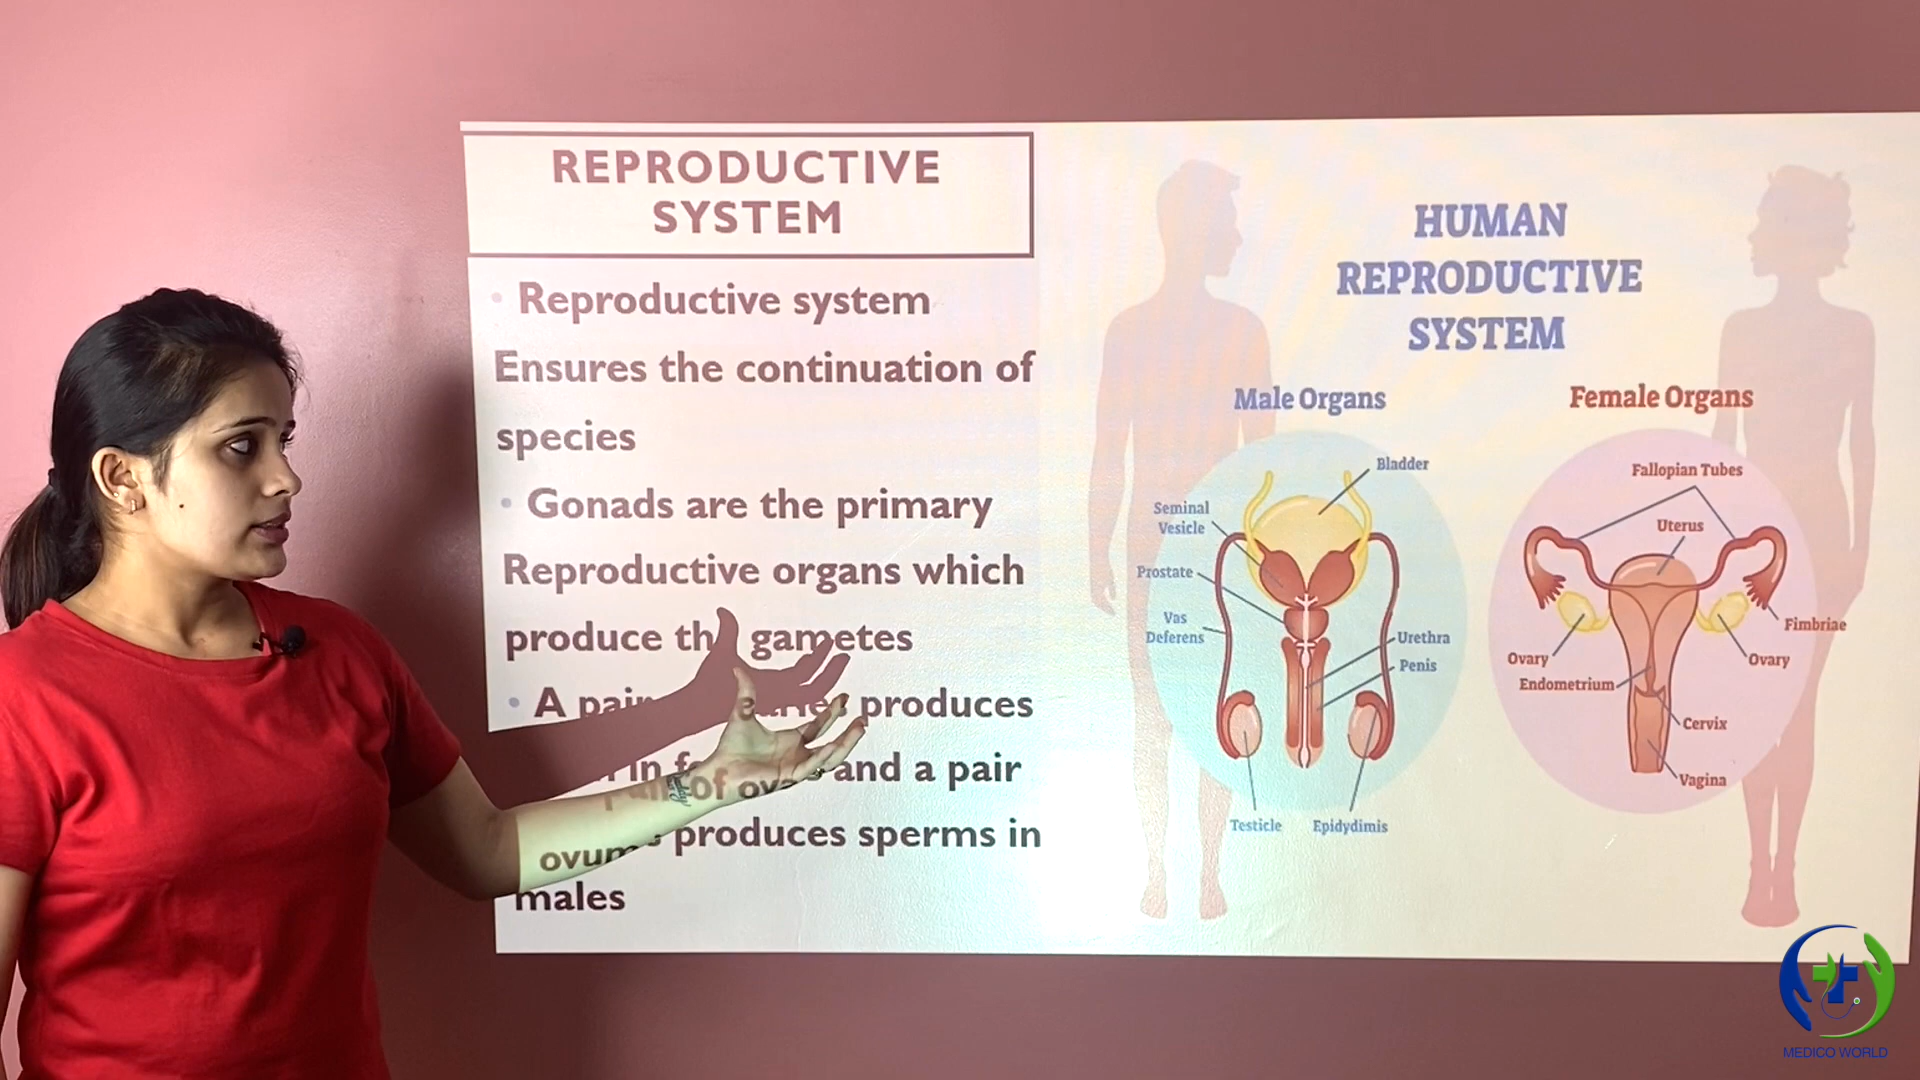 REPRODUCTIVE
SYSTEM
• Reproductive system
Ensures the continuation of
species
• Gonads are the primary
Reproductive organs which
produce gametes
• A produces
in and a pair
produces sperms in
males
HUMAN
REPRODUCTIVE
SYSTEM
Male Organs
Bladder
Seminal
Vesicle
Prostate
Vas
Deferens
Urethra
Penis
Testicle
Epidydimis
Female Organs
Fallopian Tubes
Uterus
Fimbriae
Ovary
Ovary
Endometrium
Cervix
Vagina
MEDICO WORLD